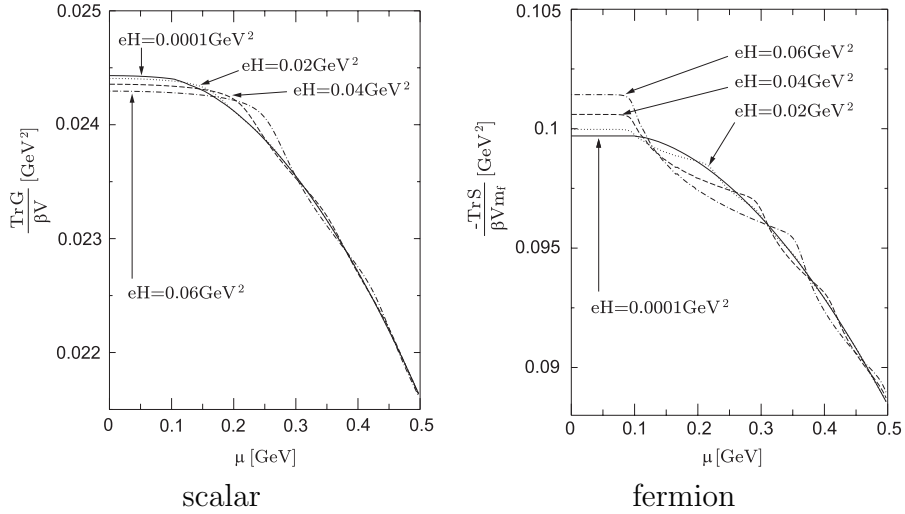 0.025
eH=0.0001GeV²
eH=0.02GeV²
eH=0.04GeV²
0.024
Tr G
βV
[GeV²]
0.023
eH=0.06GeV²
0.022
0 0.1 0.2 0.3 0.4 0.5
μ [GeV]
scalar
0.105
eH=0.06GeV²
eH=0.04GeV²
eH=0.02GeV²
0.1
-Tr S
βVm_f
[GeV²]
0.095
eH=0.0001GeV²
0.09
0 0.1 0.2 0.3 0.4 0.5
μ [GeV]
fermion